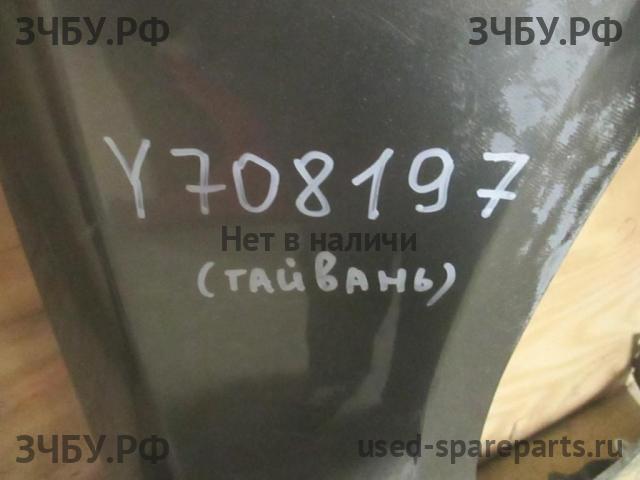 ЗЧБУ.РФ ЗЧБУ.РФ
Y708197
Нет в наличи
(ТАЙВАНЬ)
ЗЧБУ.РФ used-spareparts.ru